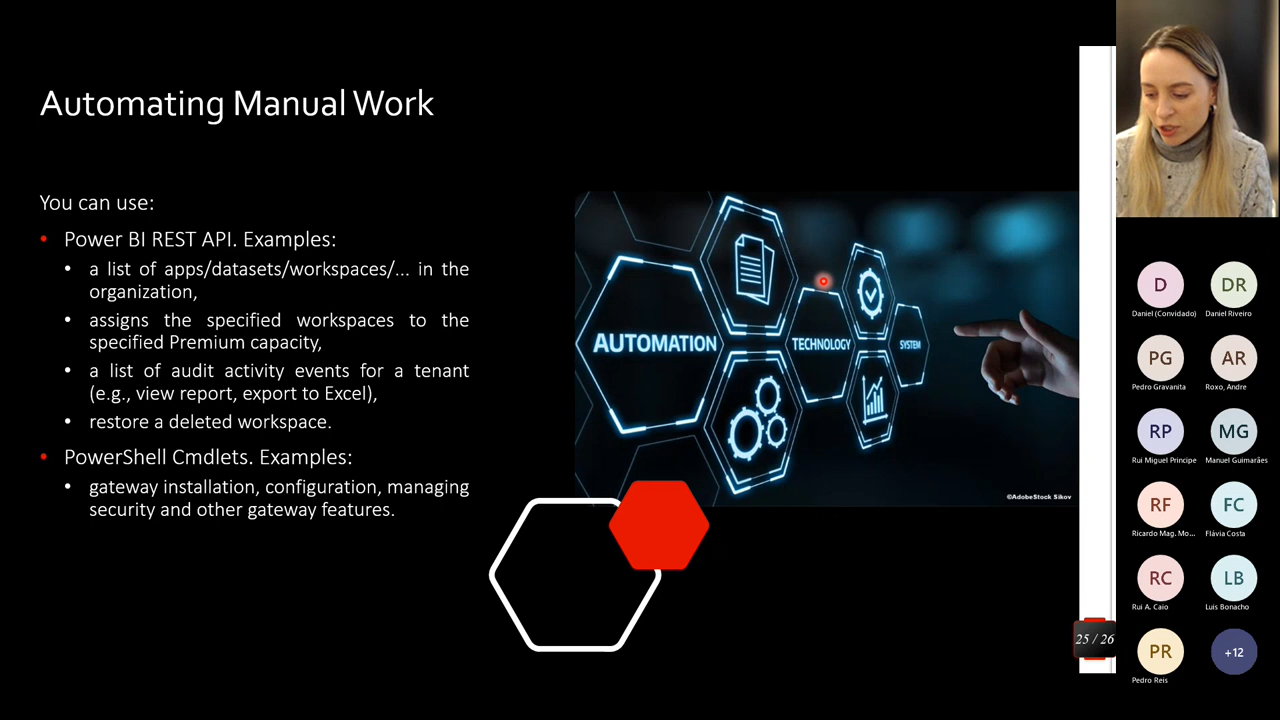 Automating Manual Work
You can use:
• Power BI REST API. Examples:
• a list of apps/datasets/workspaces/... in the
organization,
• assigns the specified workspaces to the
specified Premium capacity,
• a list of audit activity events for a tenant
(e.g., view report, export to Excel),
• restore a deleted workspace.
• PowerShell Cmdlets. Examples:
• gateway installation, configuration, managing
security and other gateway features.
AUTOMATION
TECHNOLOGY
SYSTEM
©AdobeStock Sikov
25 / 26
D
Daniel (Convidado)
DR
Daniel Riveiro
PG
Pedro Gravanita
AR
Roxo, Andre
RP
Rui Miguel Principe
MG
Manuel Guimarães
RF
Ricardo Mag. Mo...
FC
Flávia Costa
RC
Rui A. Caio
LB
Luis Bonacho
PR
Pedro Reis
+12